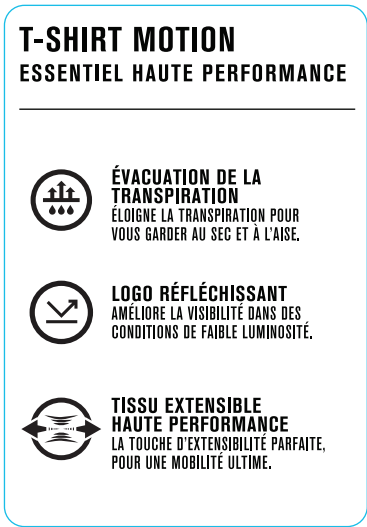 T-SHIRT MOTION
ESSENTIEL HAUTE PERFORMANCE
ÉVACUATION DE LA
TRANSPIRATION
ÉLOIGNE LA TRANSPIRATION POUR
VOUS GARDER AU SEC ET À L'AISE.
LOGO RÉFLÉCHISSANT
AMÉLIORE LA VISIBILITÉ DANS DES
CONDITIONS DE FAIBLE LUMINOSITÉ.
TISSU EXTENSIBLE
HAUTE PERFORMANCE
LA TOUCHE D'EXTENSIBILITÉ PARFAITE,
POUR UNE MOBILITÉ ULTIME.